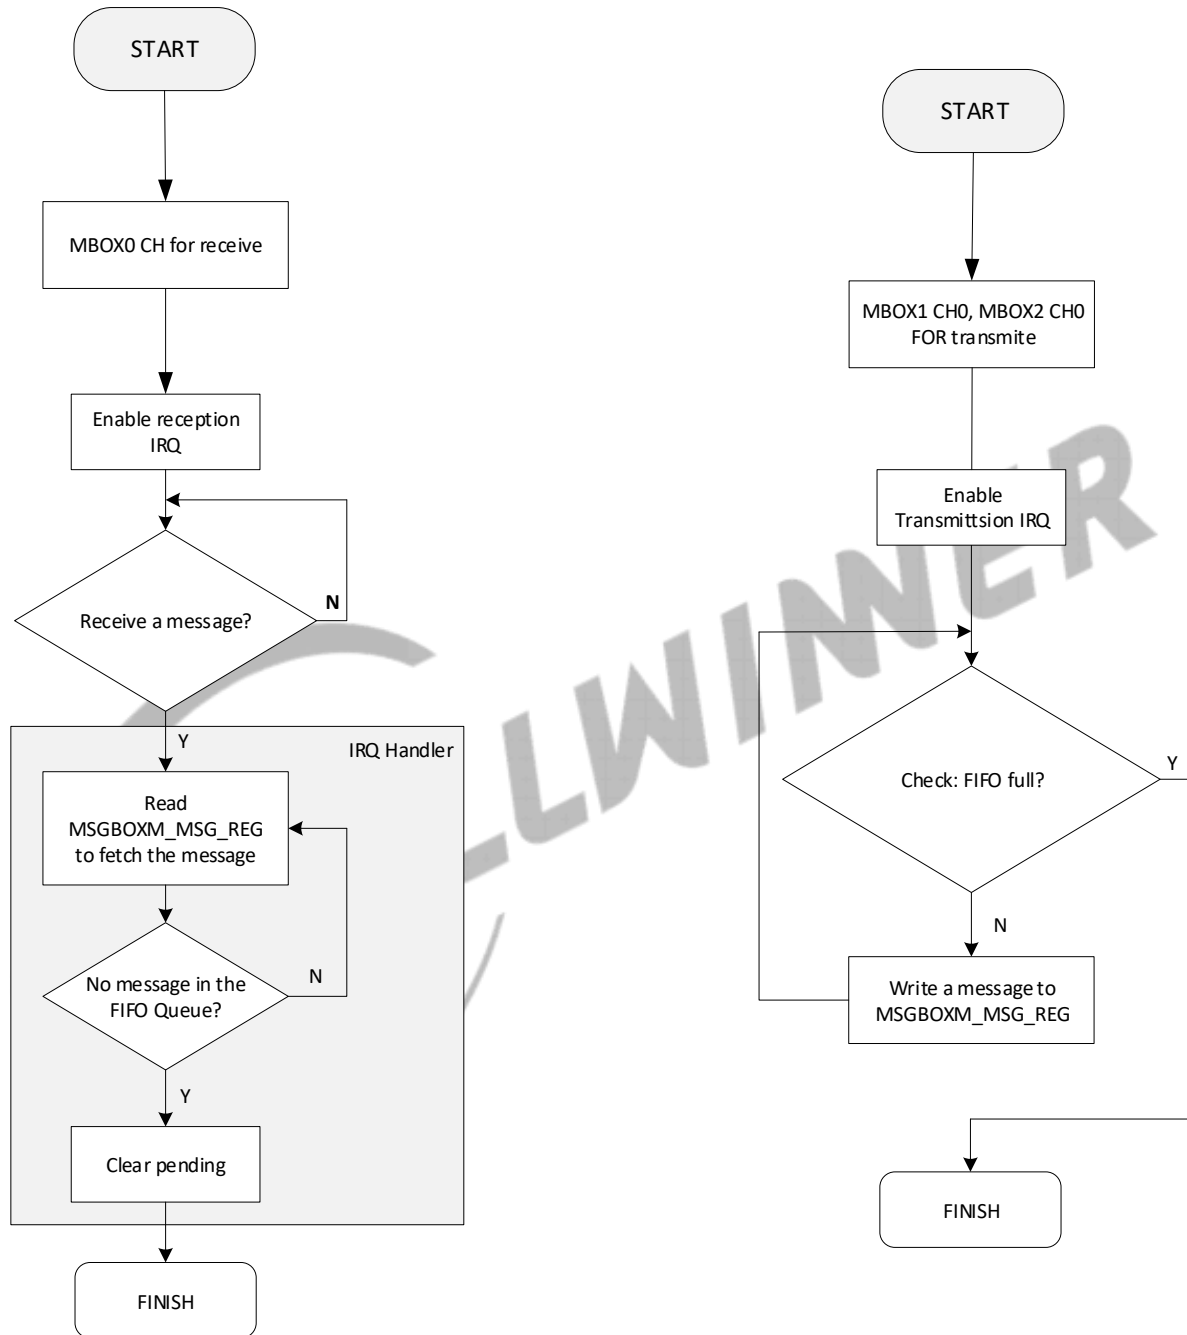 START
MBOX0 CH for receive
Enable reception
IRQ
Receive a message?
N
Y
IRQ Handler
Read
MSGBOXM_MSG_REG
to fetch the message
No message in the
FIFO Queue?
N
Y
Clear pending
FINISH
START
MBOX1 CH0, MBOX2 CH0
FOR transmite
Enable
Transmittsion IRQ
Check: FIFO full?
Y
N
Write a message to
MSGBOXM_MSG_REG
FINISH
LLWINNER